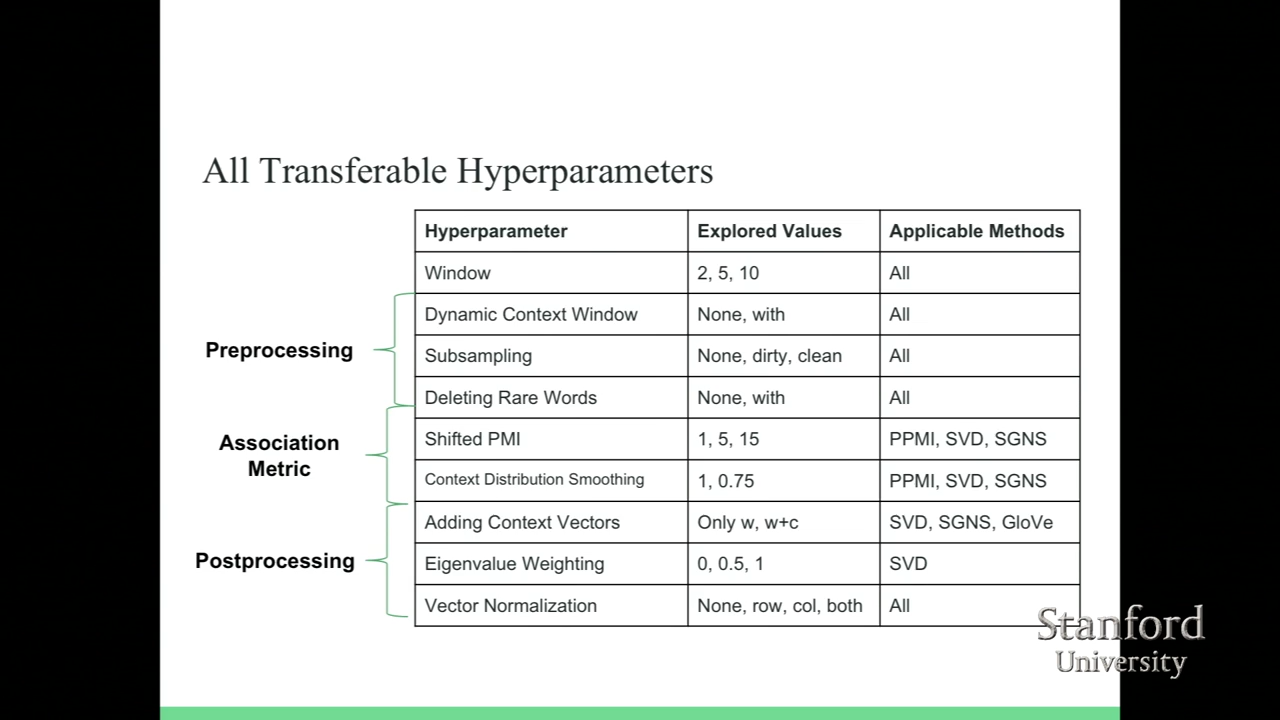 All Transferable Hyperparameters
Hyperparameter Explored Values Applicable Methods
Window 2, 5, 10 All
Dynamic Context Window None, with All
Preprocessing
Subsampling None, dirty, clean All
Deleting Rare Words None, with All
Association
Metric
Shifted PMI 1, 5, 15 PPMI, SVD, SGNS
Context Distribution Smoothing 1, 0.75 PPMI, SVD, SGNS
Adding Context Vectors Only w, w+c SVD, SGNS, GloVe
Postprocessing
Eigenvalue Weighting 0, 0.5, 1 SVD
Vector Normalization None, row, col, both All
Stanford
University